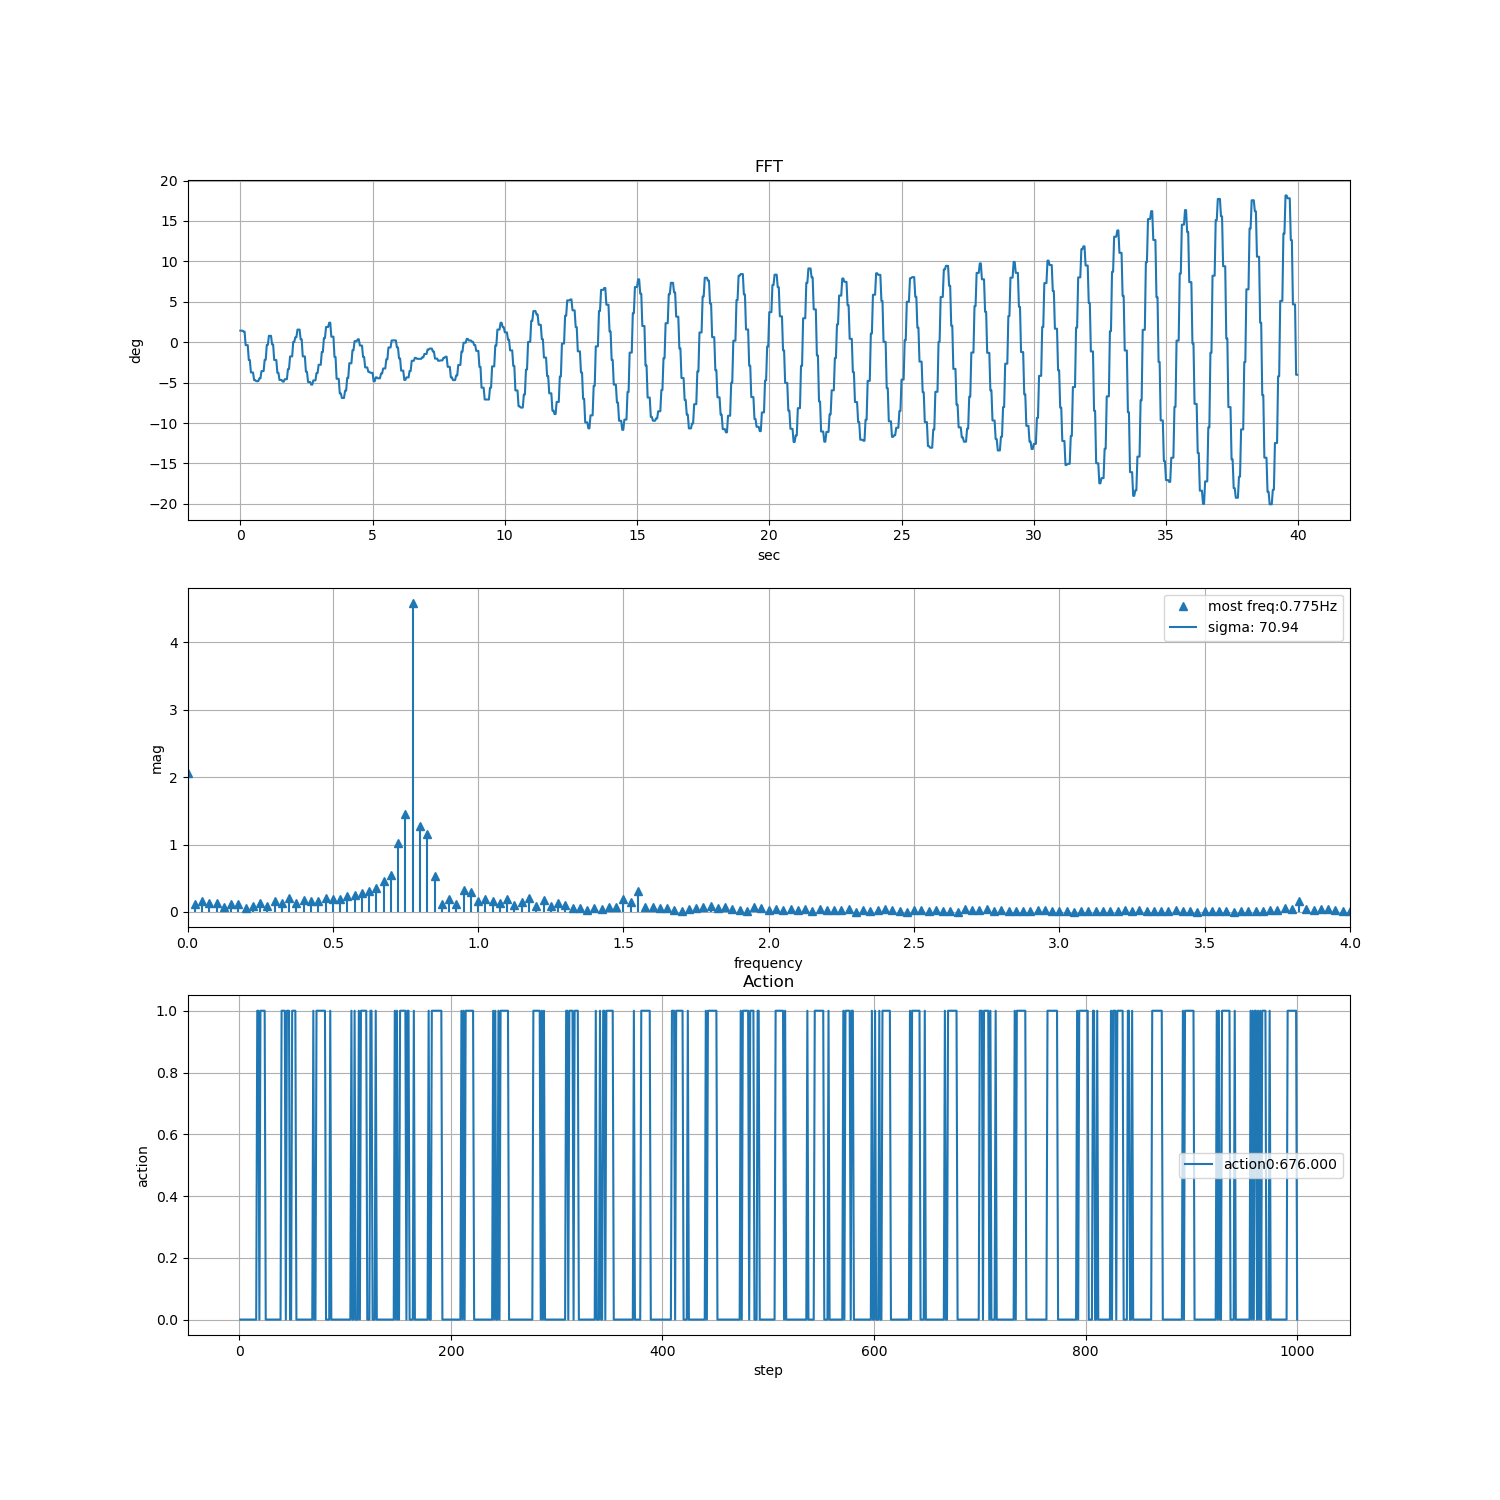 FFT
20
15
10
5
0
−5
−10
−15
−20
deg
0 5 10 15 20 25 30 35 40
sec
most freq:0.775Hz
sigma: 70.94
4
3
2
1
0
mag
0.0 0.5 1.0 1.5 2.0 2.5 3.0 3.5 4.0
frequency
Action
1.0
0.8
0.6
0.4
0.2
0.0
action
action0:676.000
0 200 400 600 800 1000
step